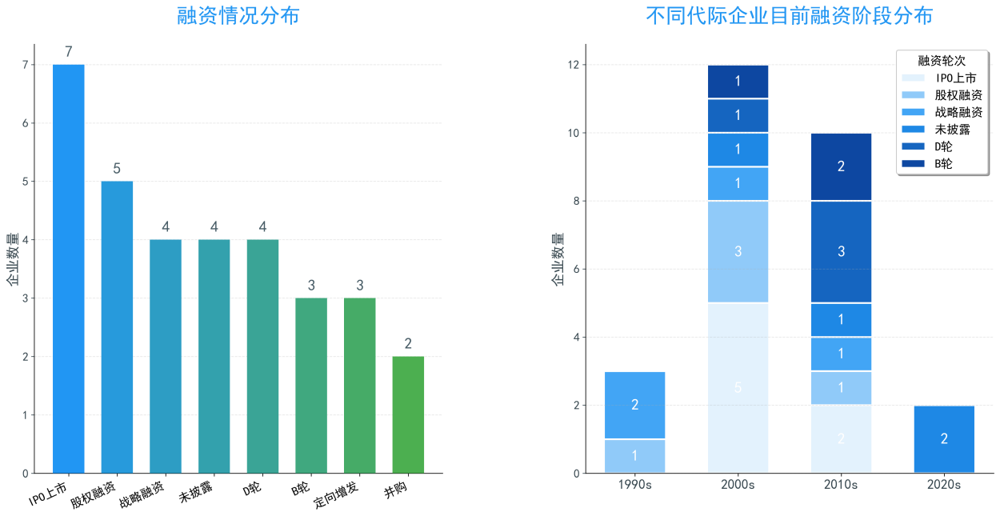 融资情况分布
企业数量
7
6
5
4
3
2
1
0
7
5
4
4
4
3
3
2
IPO上市
股权融资
战略融资
未披露
D轮
B轮
定向增发
并购
不同代际企业目前融资阶段分布
企业数量
12
10
8
6
4
2
0
融资轮次
IPO上市
股权融资
战略融资
未披露
D轮
B轮
2
1
1
1
1
1
3
5
2
3
1
1
1
2
2
1990s
2000s
2010s
2020s